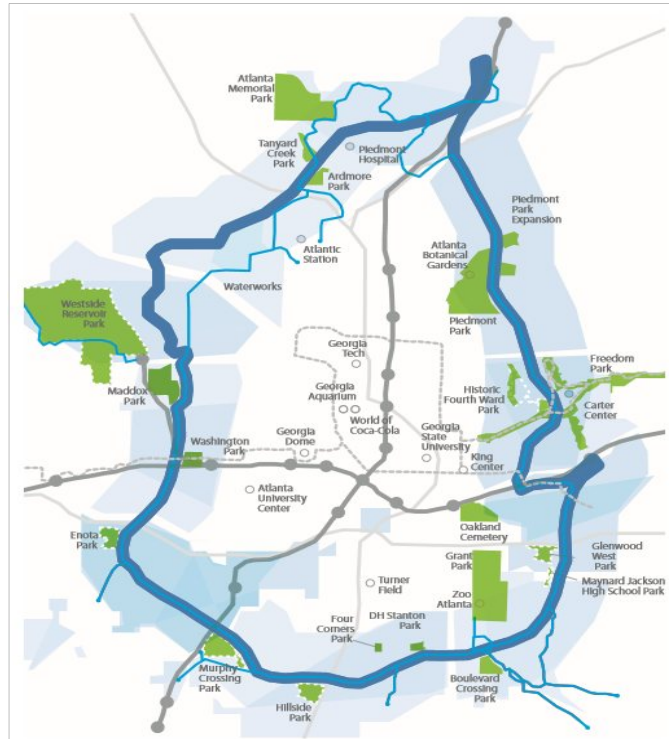 Atlanta
Memorial
Park
Tanyard
Creek
Park
Piedmont
Hospital
Ardmore
Park
Piedmont
Park
Expansion
Atlantic
Station
Atlanta
Botanical
Gardens
Waterworks
Westside
Reservoir
Park
Piedmont
Park
Georgia
Tech
Freedom
Park
Maddox
Park
Georgia
Aquarium
World of
Coca-Cola
Historic
Fourth Ward
Park
Carter
Center
Washington
Park
Georgia
Dome
Georgia
State
University
King
Center
Atlanta
University
Center
Oakland
Cemetery
Enota
Park
Grant
Park
Glenwood
West
Park
Turner
Field
Zoo
Atlanta
Maynard Jackson
High School Park
Four
Corners
Park
DH Stanton
Park
Murphy
Crossing
Park
Hillside
Park
Boulevard
Crossing
Park